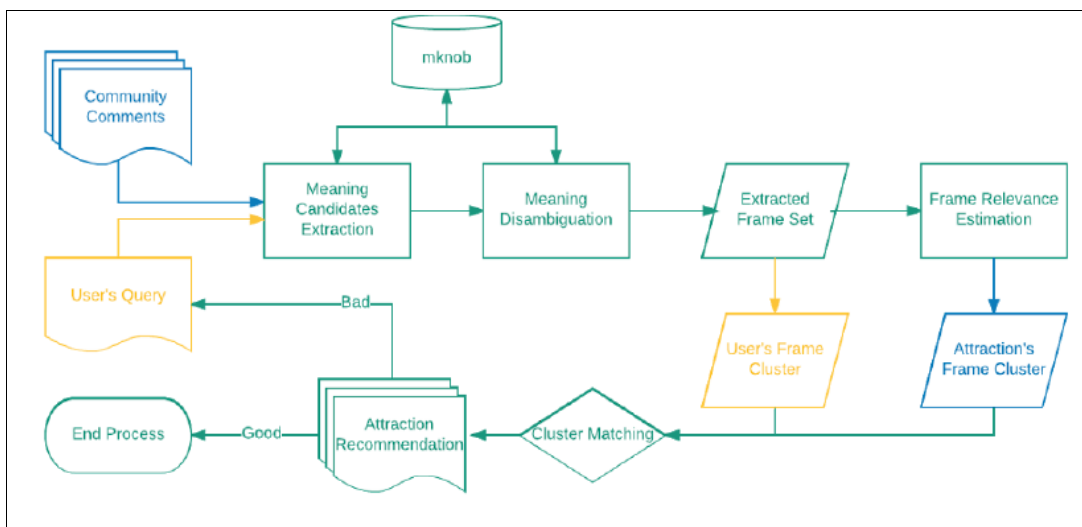 mknob
Community
Comments
Meaning
Candidates
Extraction
Meaning
Disambiguation
Extracted
Frame Set
Frame Relevance
Estimation
User's Query
Bad
User's Frame
Cluster
Attraction's
Frame Cluster
End Process
Good
Attraction
Recommendation
Cluster Matching